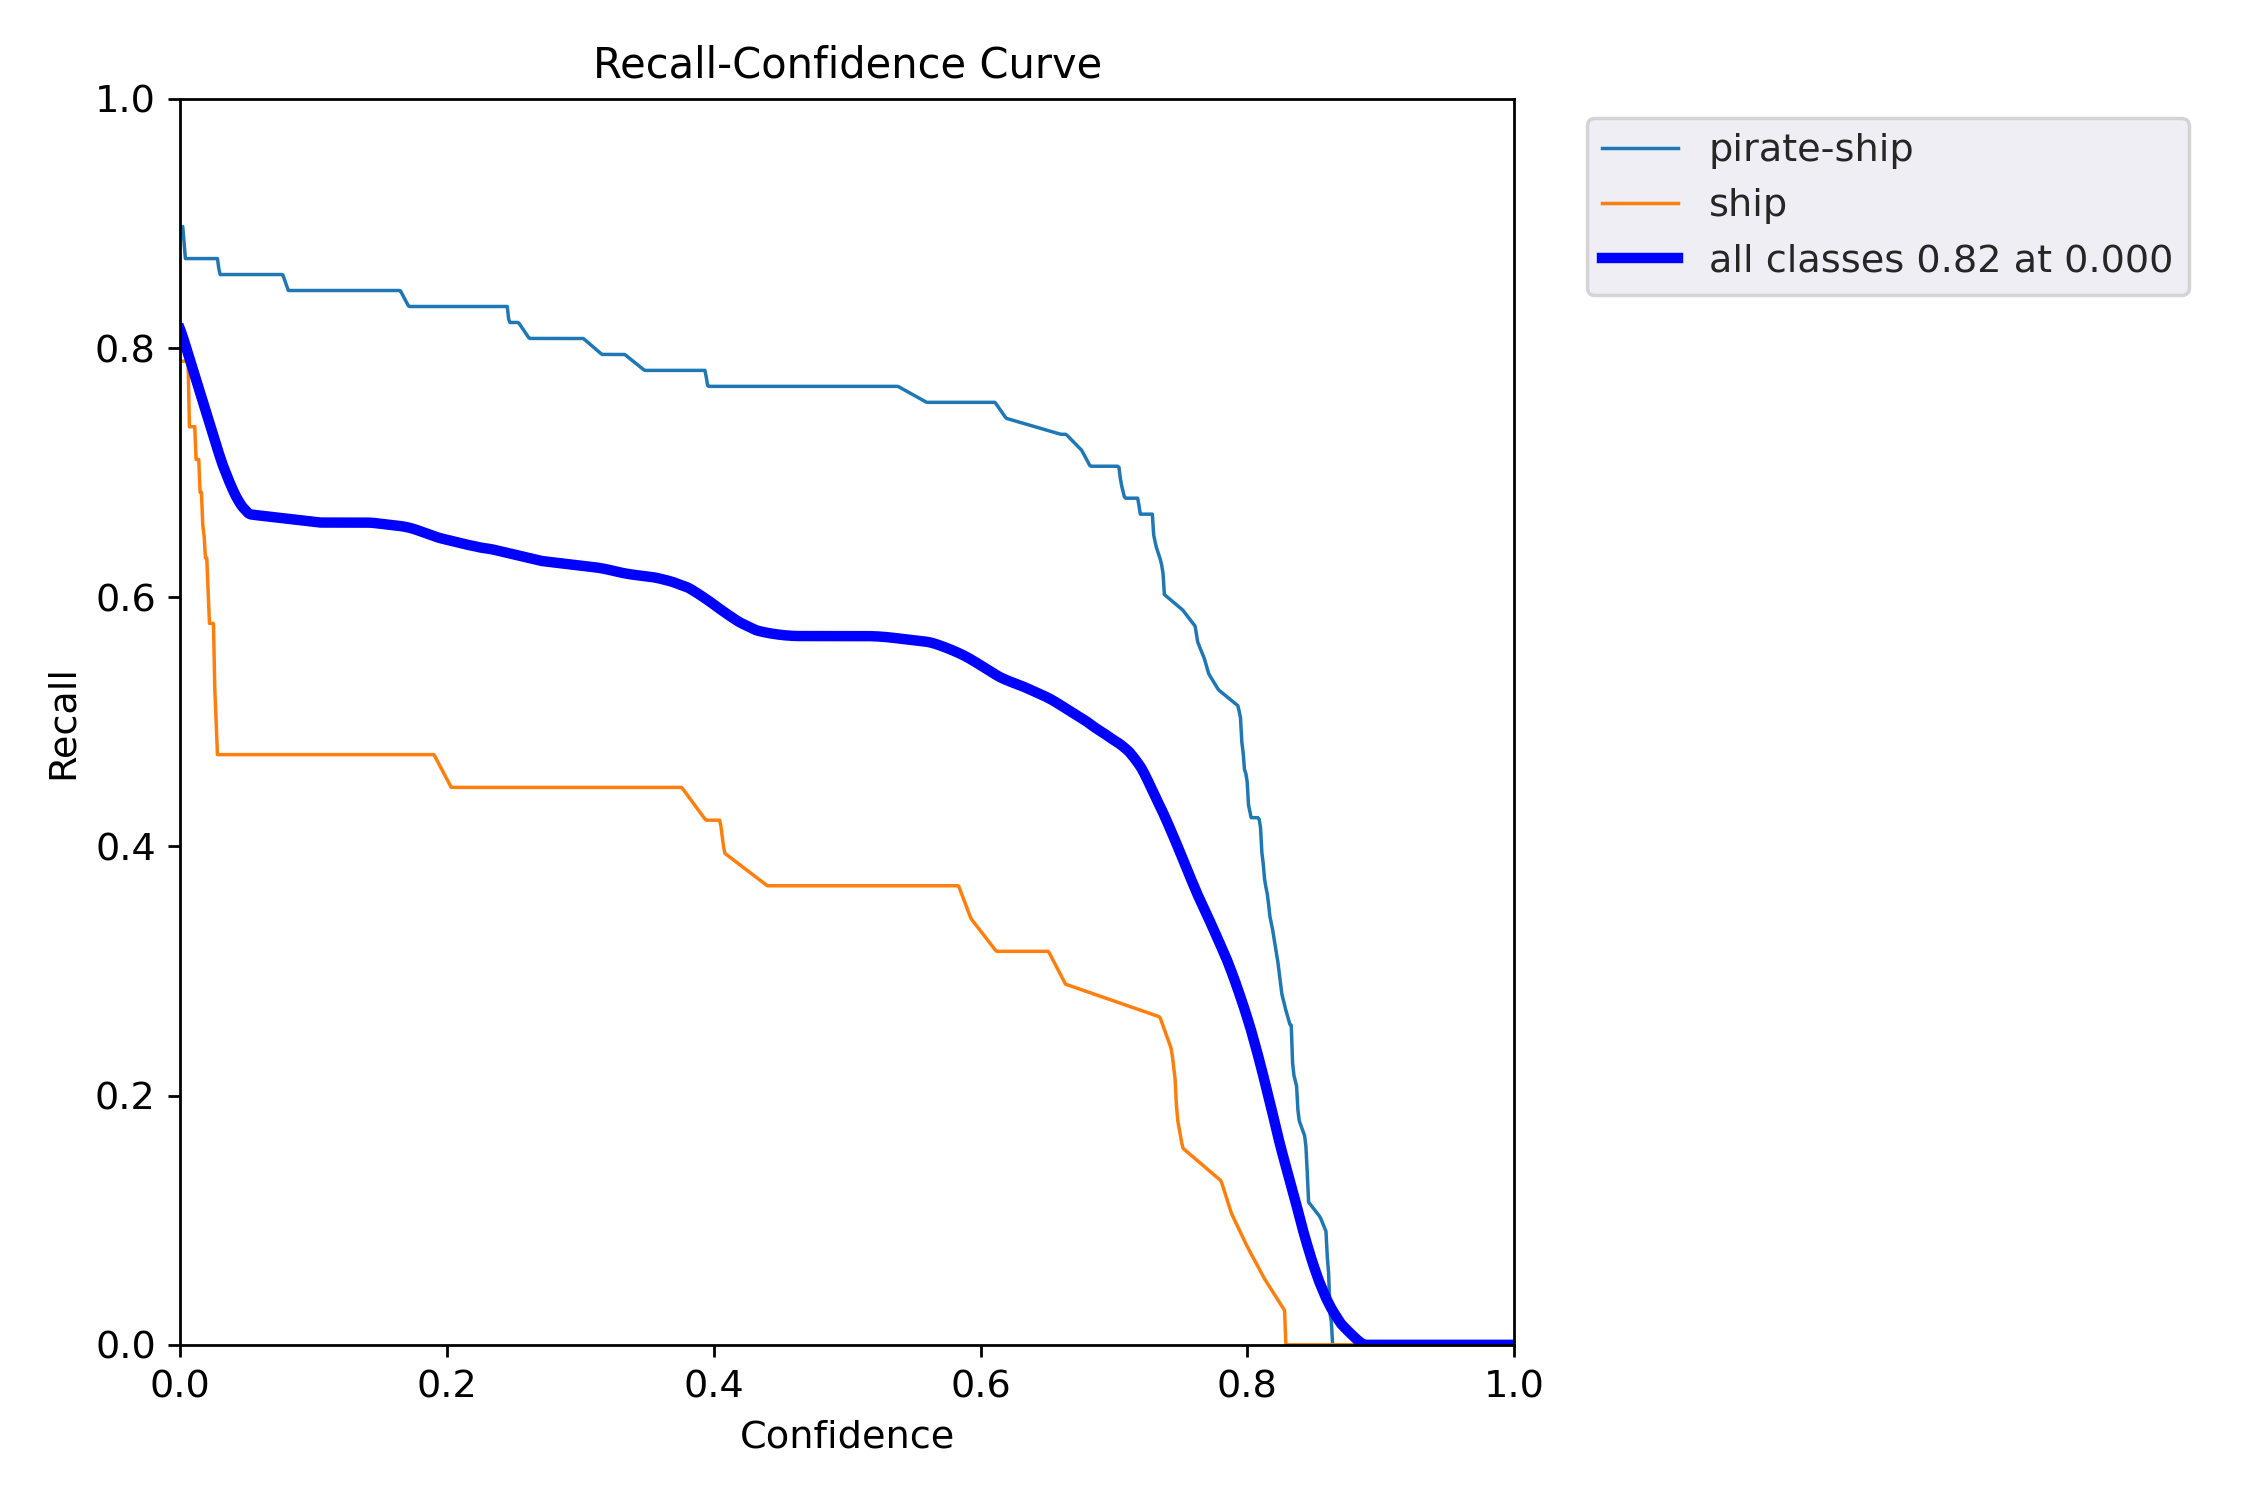 Recall-Confidence Curve
1.0
0.8
0.6
0.4
0.2
0.0
Recall
0.0 0.2 0.4 0.6 0.8 1.0
Confidence
pirate-ship
ship
all classes 0.82 at 0.000